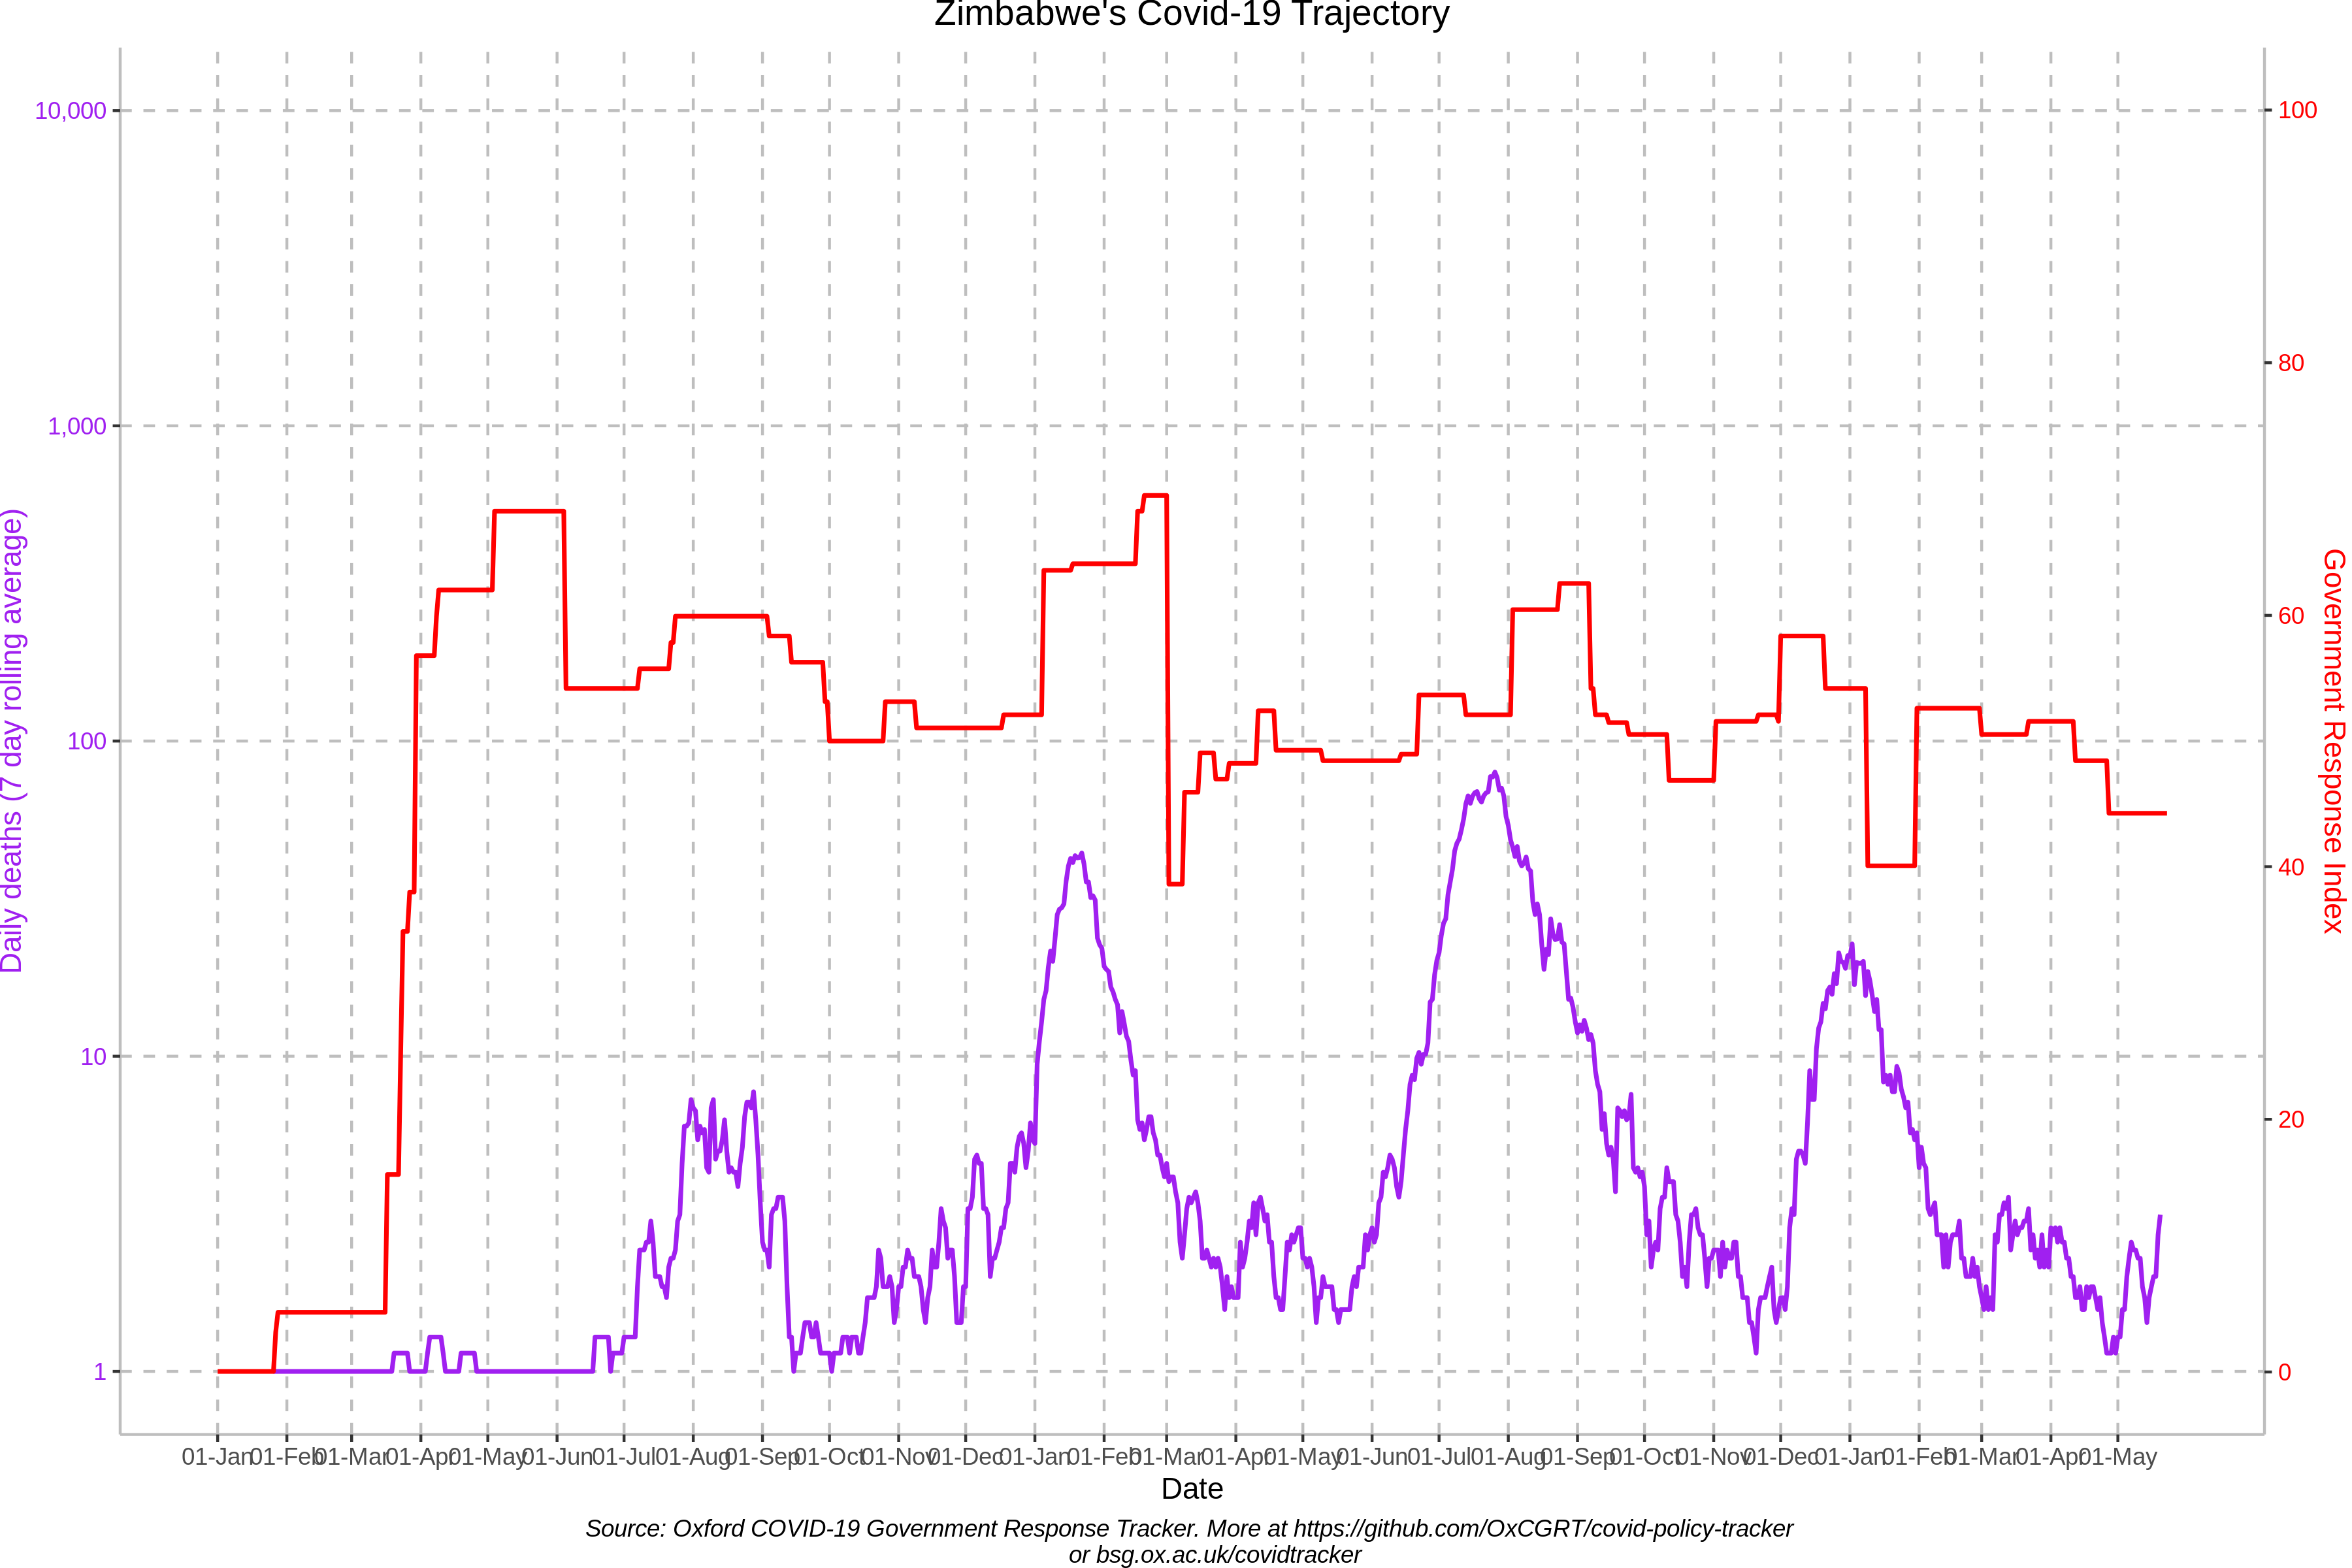 Zimbabwe's Covid-19 Trajectory
10,000
1,000
100
10
1
Daily deaths (7 day rolling average)
100
80
60
40
20
0
Government Response Index
01-Jan
01-Feb
01-Mar
01-Apr
01-May
01-Jun
01-Jul
01-Aug
01-Sep
01-Oct
01-Nov
01-Dec
01-Jan
01-Feb
01-Mar
01-Apr
01-May
01-Jun
01-Jul
01-Aug
01-Sep
01-Oct
01-Nov
01-Dec
01-Jan
01-Feb
01-Mar
01-Apr
01-May
Date
Source: Oxford COVID-19 Government Response Tracker. More at https://github.com/OxCGRT/covid-policy-tracker
or bsg.ox.ac.uk/covidtracker